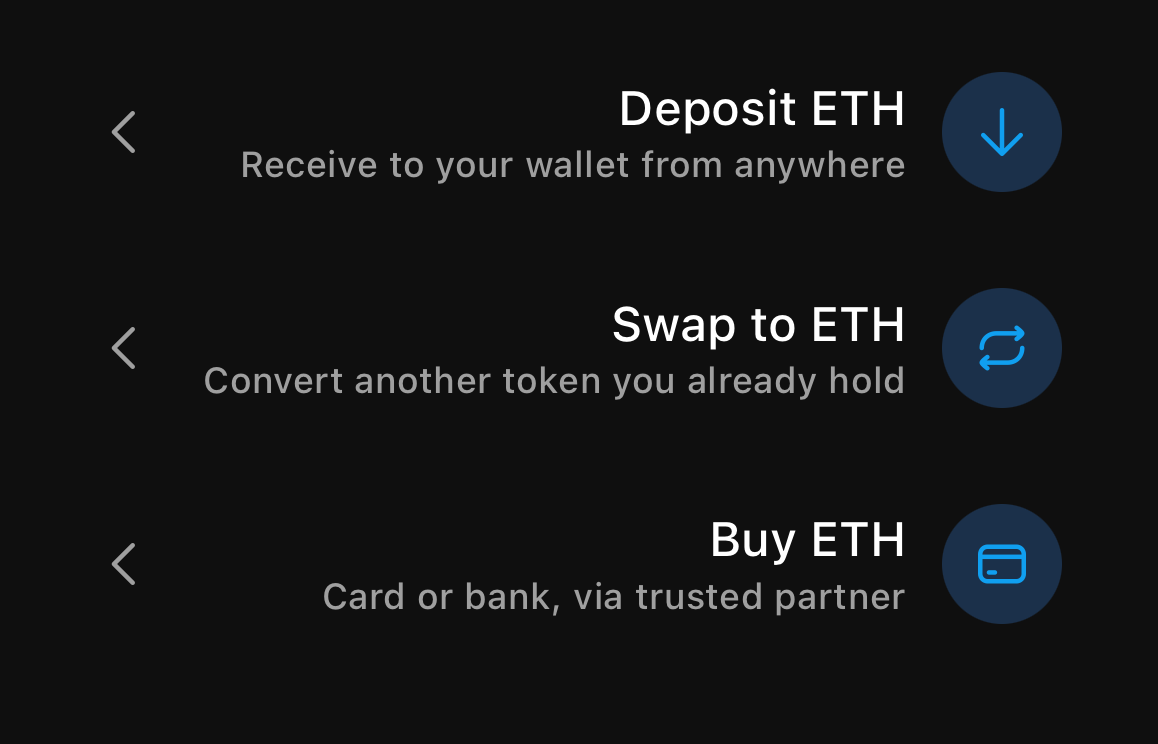 Deposit ETH
Receive to your wallet from anywhere
Swap to ETH
Convert another token you already hold
Buy ETH
Card or bank, via trusted partner